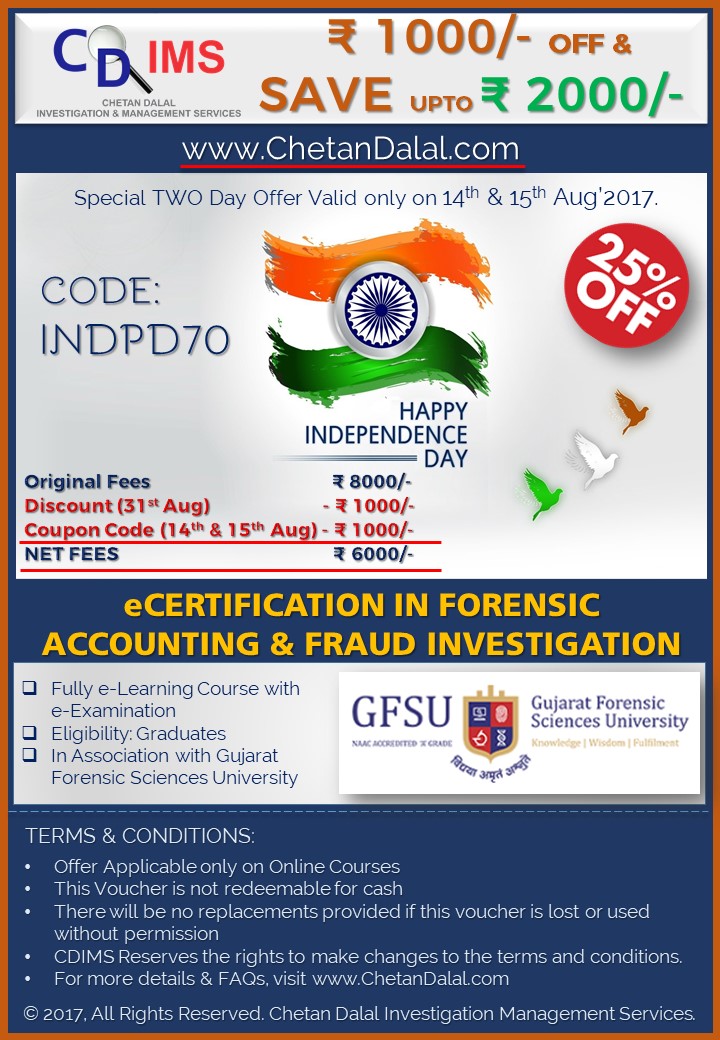 CD IMS
CHETAN DALAL
INVESTIGATION & MANAGEMENT SERVICES
₹ 1000/- OFF &
SAVE UPTO ₹ 2000/-
www.ChetanDalal.com
Special TWO Day Offer Valid only on 14th & 15th Aug'2017.
CODE:
INDPD70
25%
OFF
HAPPY
INDEPENDENCE
DAY
Original Fees ₹ 8000/-
Discount (31st Aug) - ₹ 1000/-
Coupon Code (14th & 15th Aug) - ₹ 1000/-
NET FEES ₹ 6000/-
eCERTIFICATION IN FORENSIC
ACCOUNTING & FRAUD INVESTIGATION
❑ Fully e-Learning Course with
e-Examination
❑ Eligibility: Graduates
❑ In Association with Gujarat
Forensic Sciences University
GFSU
NAAC ACCREDITED 'A' GRADE
विद्या अमृतं अश्नुते
Gujarat Forensic
Sciences University
Knowledge | Wisdom | Fulfilment
TERMS & CONDITIONS:
• Offer Applicable only on Online Courses
• This Voucher is not redeemable for cash
• There will be no replacements provided if this voucher is lost or used
without permission
• CDIMS Reserves the rights to make changes to the terms and conditions.
• For more details & FAQs, visit www.ChetanDalal.com
© 2017, All Rights Reserved. Chetan Dalal Investigation Management Services.